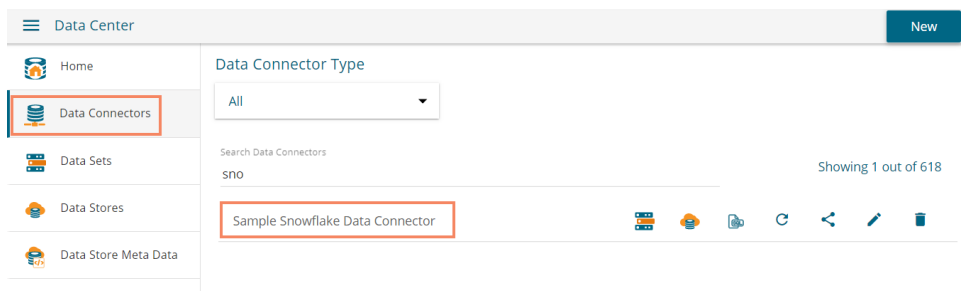 Data Center
New
Home
Data Connectors
Data Sets
Data Stores
Data Store Meta Data
Data Connector Type
All
Search Data Connectors
sno
Showing 1 out of 618
Sample Snowflake Data Connector